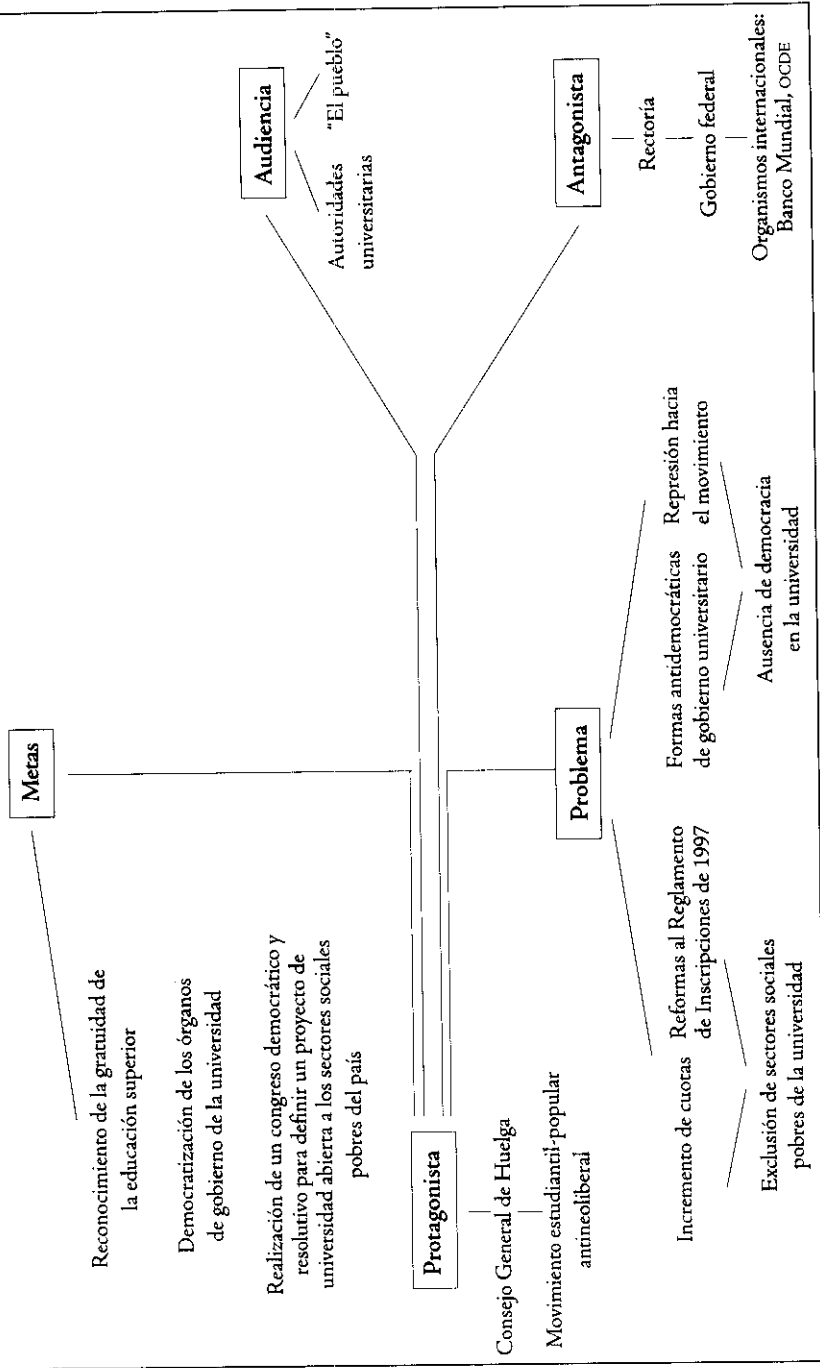 Metas
Reconocimiento de la gratuidad de
la educación superior
Democratización de los órganos
de gobierno de la universidad
Realización de un congreso democrático y
resolutivo para definir un proyecto de
universidad abierta a los sectores sociales
pobres del país
Protagonista
Consejo General de Huelga
Movimiento estudiantil-popular
antineoliberal
Problema
Incremento de cuotas
Reformas al Reglamento
de Inscripciones de 1997
Exclusión de sectores sociales
pobres de la universidad
Formas antidemocráticas
de gobierno universitario
Represión hacia
el movimiento
Ausencia de democracia
en la universidad
Audiencia
Autoridades
universitarias
"El pueblo"
Antagonista
Rectoría
Gobierno federal
Organismos internacionales:
Banco Mundial, OCDE